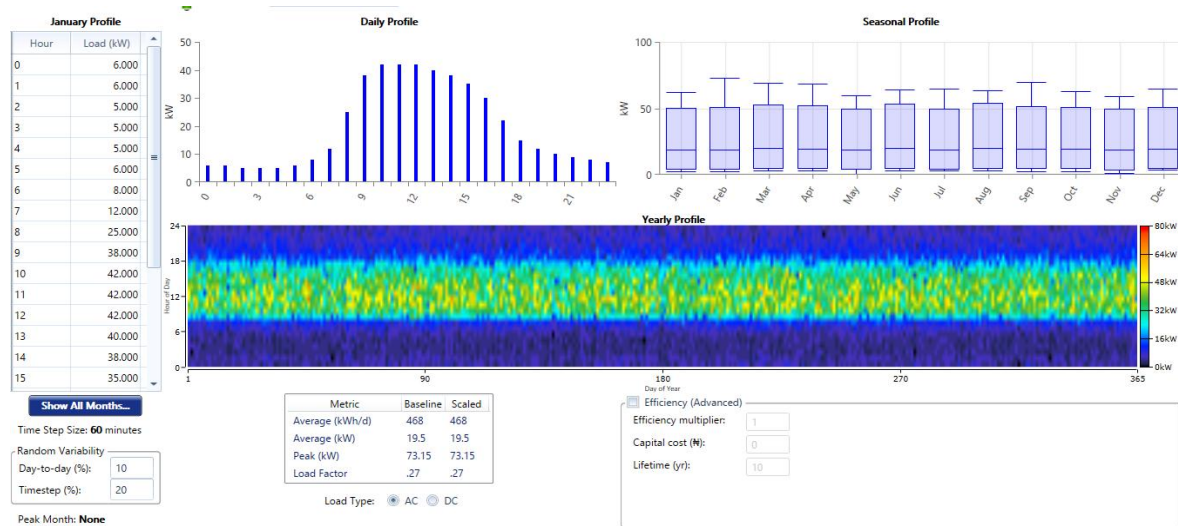 January Profile
Hour Load (kW)
0 6.000
1 6.000
2 5.000
3 5.000
4 5.000
5 6.000
6 8.000
7 12.000
8 25.000
9 38.000
10 42.000
11 42.000
12 42.000
13 40.000
14 38.000
15 35.000
Show All Months...
Time Step Size: 60 minutes
Random Variability
Day-to-day (%): 10
Timestep (%): 20
Peak Month: None
Daily Profile
50
40
30
20
10
0
kW
0 3 6 9 12 15 18 21
Seasonal Profile
100
50
0
kW
Jan Feb Mar Apr May Jun Jul Aug Sep Oct Nov Dec
Yearly Profile
24
18
12
6
0
Hour of Day
1 90 180 270 365
Day of Year
80kW
64kW
48kW
32kW
16kW
0kW
Metric Baseline Scaled
Average (kWh/d) 468 468
Average (kW) 19.5 19.5
Peak (kW) 73.15 73.15
Load Factor .27 .27
Load Type: AC DC
Efficiency (Advanced)
Efficiency multiplier: 1
Capital cost (₦): 0
Lifetime (yr): 10